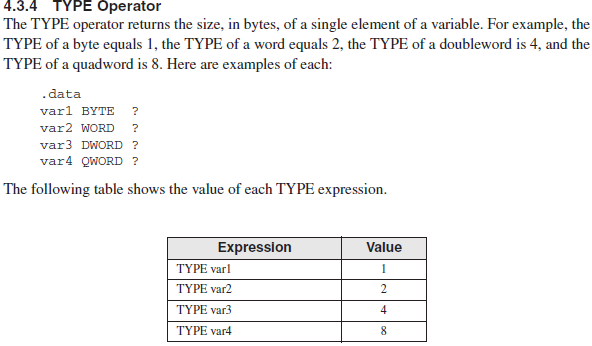 4.3.4 TYPE Operator
The TYPE operator returns the size, in bytes, of a single element of a variable. For example, the
TYPE of a byte equals 1, the TYPE of a word equals 2, the TYPE of a doubleword is 4, and the
TYPE of a quadword is 8. Here are examples of each:
.data
var1 BYTE ?
var2 WORD ?
var3 DWORD ?
var4 QWORD ?
The following table shows the value of each TYPE expression.
Expression Value
TYPE var1 1
TYPE var2 2
TYPE var3 4
TYPE var4 8